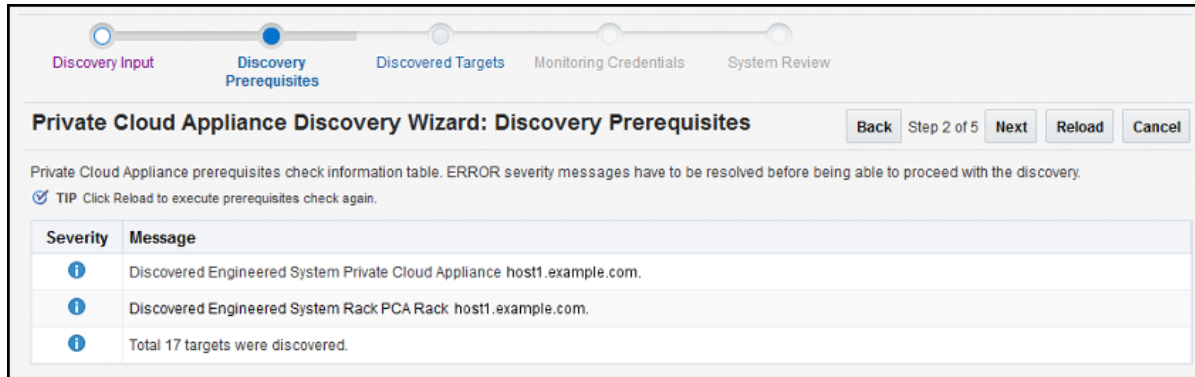 Discovery Input
Discovery Prerequisites
Discovered Targets
Monitoring Credentials
System Review
Private Cloud Appliance Discovery Wizard: Discovery Prerequisites
Back Step 2 of 5 Next Reload Cancel
Private Cloud Appliance prerequisites check information table. ERROR severity messages have to be resolved before being able to proceed with the discovery.
TIP Click Reload to execute prerequisites check again.
Severity Message
Discovered Engineered System Private Cloud Appliance host1.example.com.
Discovered Engineered System Rack PCA Rack host1.example.com.
Total 17 targets were discovered.